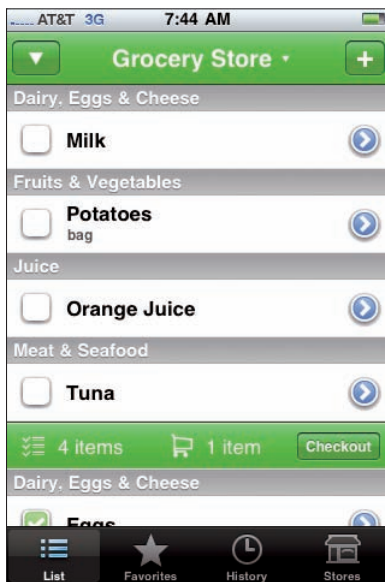 AT&T 3G 7:44 AM
Grocery Store
Dairy, Eggs & Cheese
Milk
Fruits & Vegetables
Potatoes
bag
Juice
Orange Juice
Meat & Seafood
Tuna
4 items 1 item Checkout
Dairy, Eggs & Cheese
Eggs
List Favorites History Stores